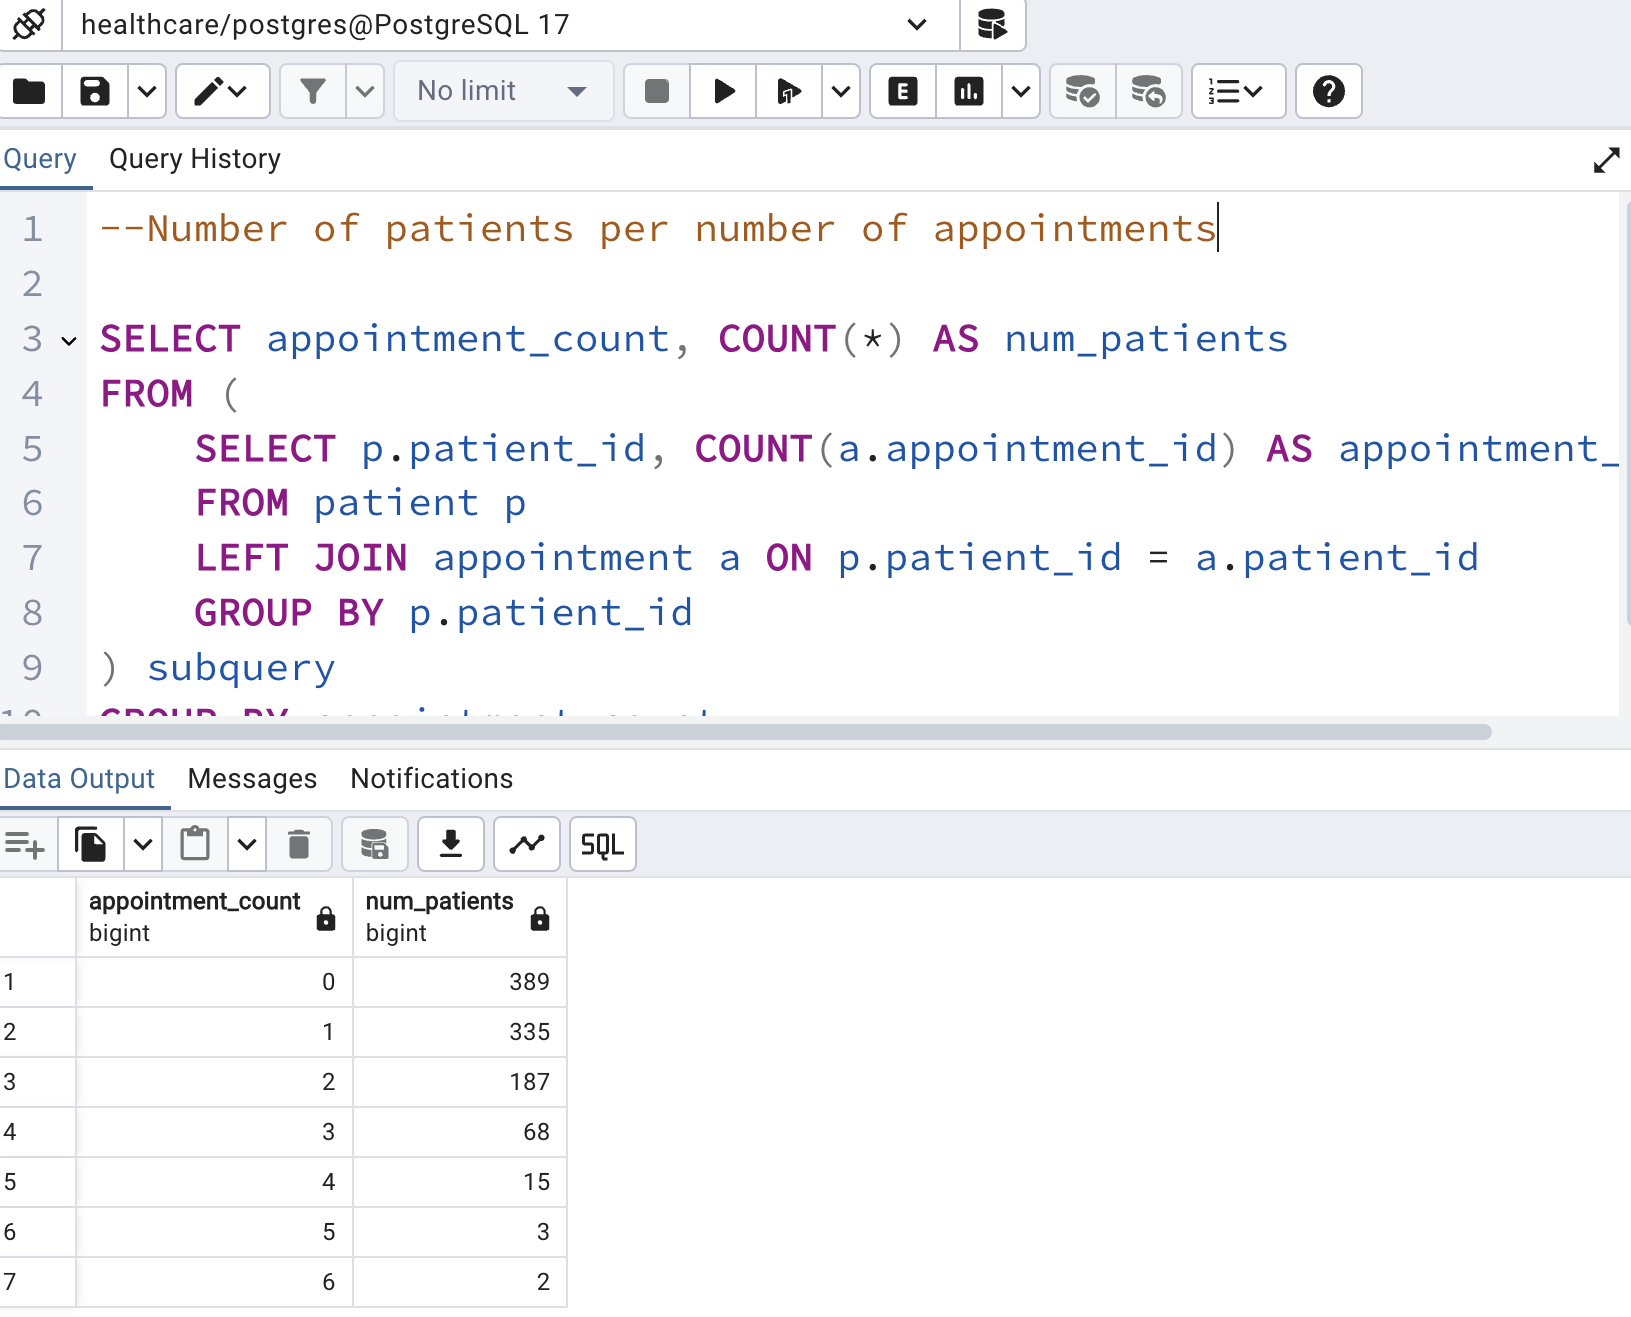 healthcare/postgres@PostgreSQL 17
No limit
Query Query History
1 --Number of patients per number of appointments
2
3 SELECT appointment_count, COUNT(*) AS num_patients
4 FROM (
5 SELECT p.patient_id, COUNT(a.appointment_id) AS appointment_
6 FROM patient p
7 LEFT JOIN appointment a ON p.patient_id = a.patient_id
8 GROUP BY p.patient_id
9 ) subquery
10 GROUP BY appointment_count
Data Output Messages Notifications
SQL
appointment_count num_patients
bigint bigint
1 0 389
2 1 335
3 2 187
4 3 68
5 4 15
6 5 3
7 6 2